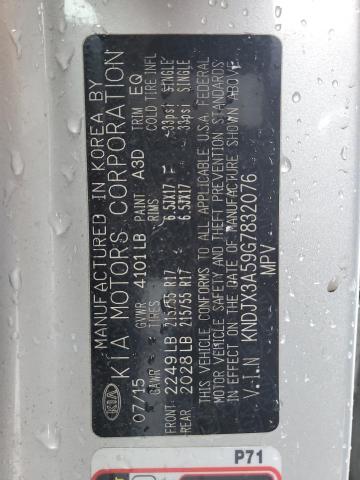 MANUFACTURED IN KOREA BY
KIA KIA MOTORS CORPORATION
07/15 GVWR 4101LB PAINT A3D TRIM EQ
GAWR TIRES RIMS COLD TIRE INFL
FRONT 2249LB 215/55 R17 6.5JX17 33psi SINGLE
REAR 2028LB 215/55 R17 6.5JX17 33psi SINGLE
THIS VEHICLE CONFORMS TO ALL APPLICABLE U.S.A. FEDERAL
MOTOR VEHICLE SAFETY AND THEFT PREVENTION STANDARDS
IN EFFECT ON THE DATE OF MANUFACTURE SHOWN ABOVE.
V.I.N KNDJX3A59G7832076
MPV
P71